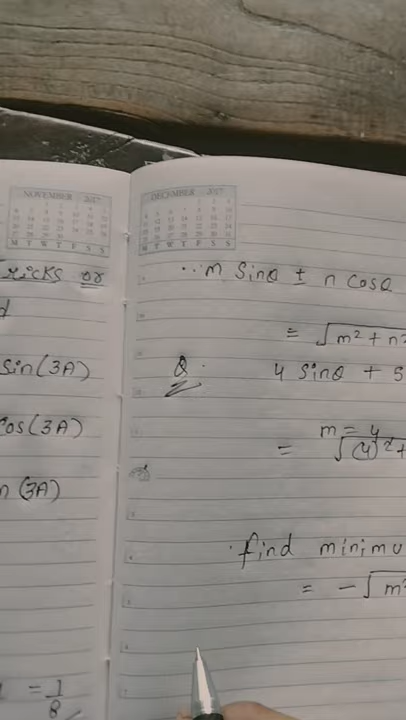 NOVEMBER 2017
M T W T F S S
ricks or
d
sin(3A)
cos(3A)
n (3A)
= 1/8
DECEMBER 2017
M T W T F S S
∵ m sinθ ± n cosθ
= √m²+n²
Q.
4 sinθ + 5
m = 4
= √(4)²+
find minimu
= -√m²